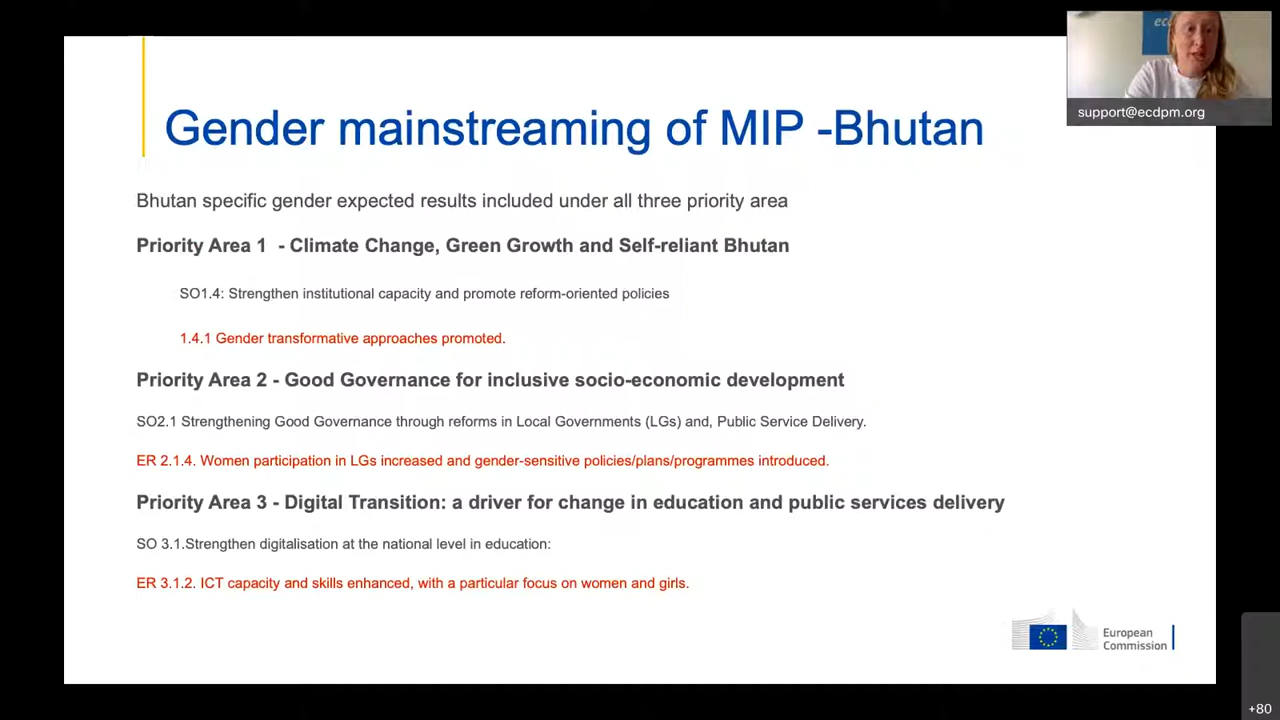 ec
support@ecdpm.org
Gender mainstreaming of MIP -Bhutan
Bhutan specific gender expected results included under all three priority area
Priority Area 1 - Climate Change, Green Growth and Self-reliant Bhutan
SO1.4: Strengthen institutional capacity and promote reform-oriented policies
1.4.1 Gender transformative approaches promoted.
Priority Area 2 - Good Governance for inclusive socio-economic development
SO2.1 Strengthening Good Governance through reforms in Local Governments (LGs) and, Public Service Delivery.
ER 2.1.4. Women participation in LGs increased and gender-sensitive policies/plans/programmes introduced.
Priority Area 3 - Digital Transition: a driver for change in education and public services delivery
SO 3.1.Strengthen digitalisation at the national level in education:
ER 3.1.2. ICT capacity and skills enhanced, with a particular focus on women and girls.
European
Commission
+80